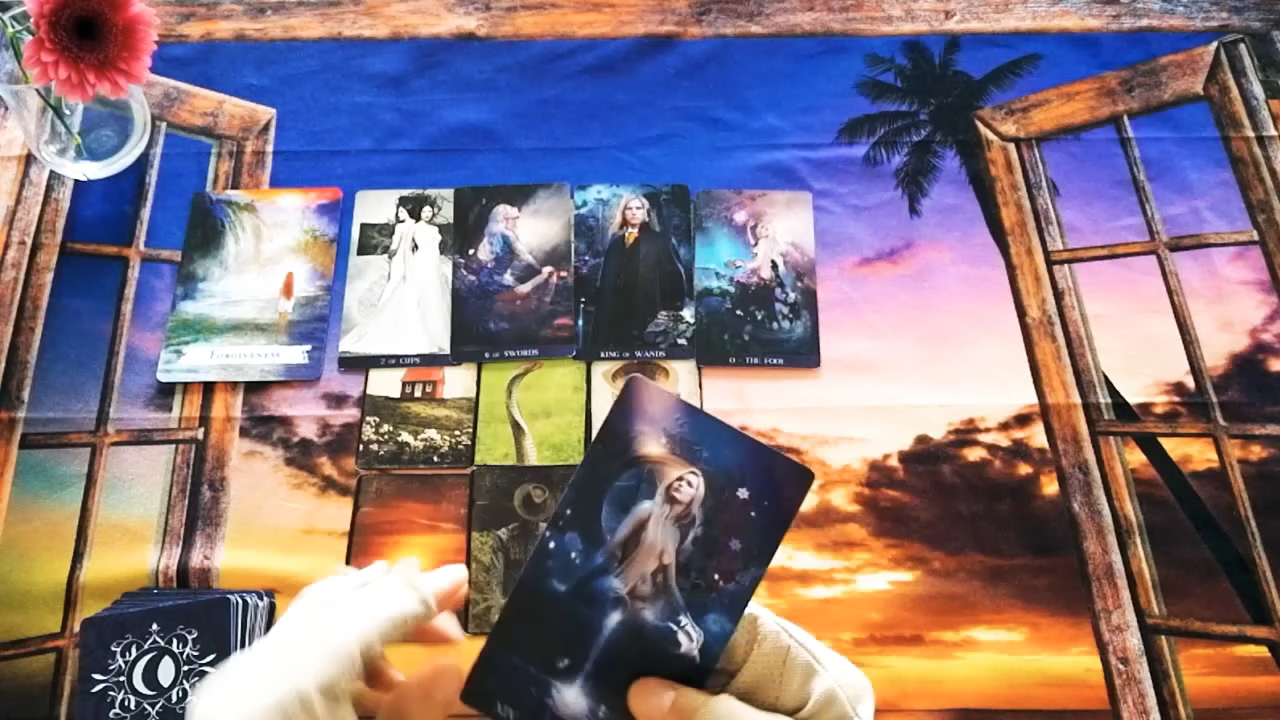 FORGIVENESS
2 OF CUPS
6 OF SWORDS
KING OF WANDS
0 - THE FOOL